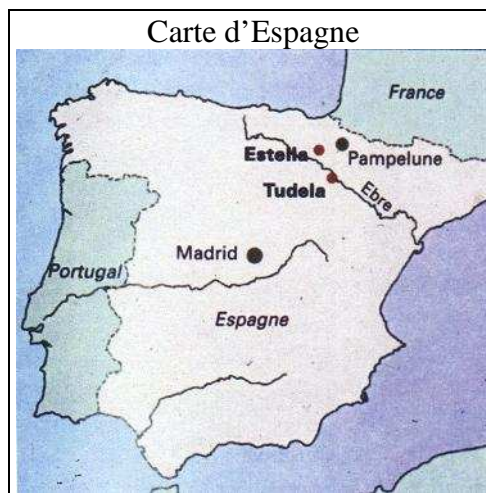 Carte d’Espagne
France
Estella
Pampelune
Tudela
Ebre
Madrid
Portugal
Espagne